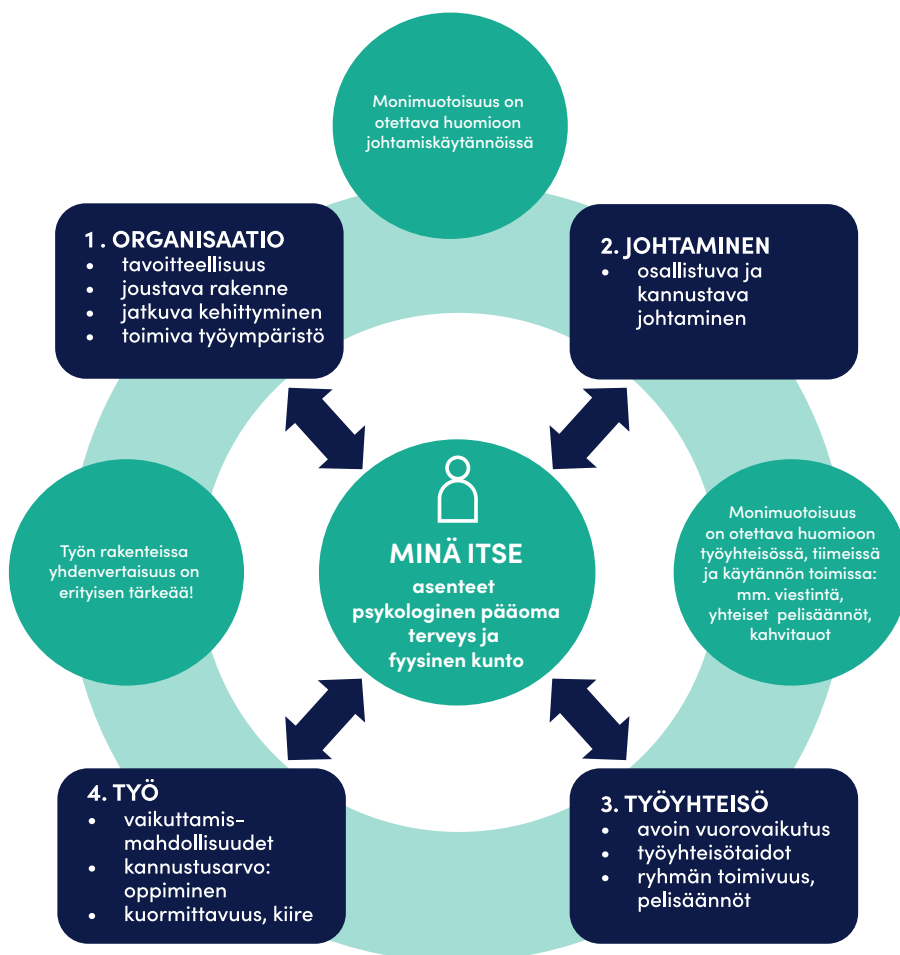 Monimuotoisuus on
otettava huomioon
johtamiskäytännöissä
1. ORGANISAATIO
• tavoitteellisuus
• joustava rakenne
• jatkuva kehittyminen
• toimiva työympäristö
2. JOHTAMINEN
• osallistuva ja
kannustava
johtaminen
Työn rakenteissa
yhdenvertaisuus on
erityisen tärkeää!
MINÄ ITSE
asenteet
psykologinen pääoma
terveys ja
fyysinen kunto
Monimuotoisuus
on otettava huomioon
työyhteisössä, tiimeissä
ja käytännön toimissa:
mm. viestintä,
yhteiset pelisäännöt,
kahvitauot
4. TYÖ
• vaikuttamis-
mahdollisuudet
• kannustusarvo:
oppiminen
• kuormittavuus, kiire
3. TYÖYHTEISÖ
• avoin vuorovaikutus
• työyhteisötaidot
• ryhmän toimivuus,
pelisäännöt